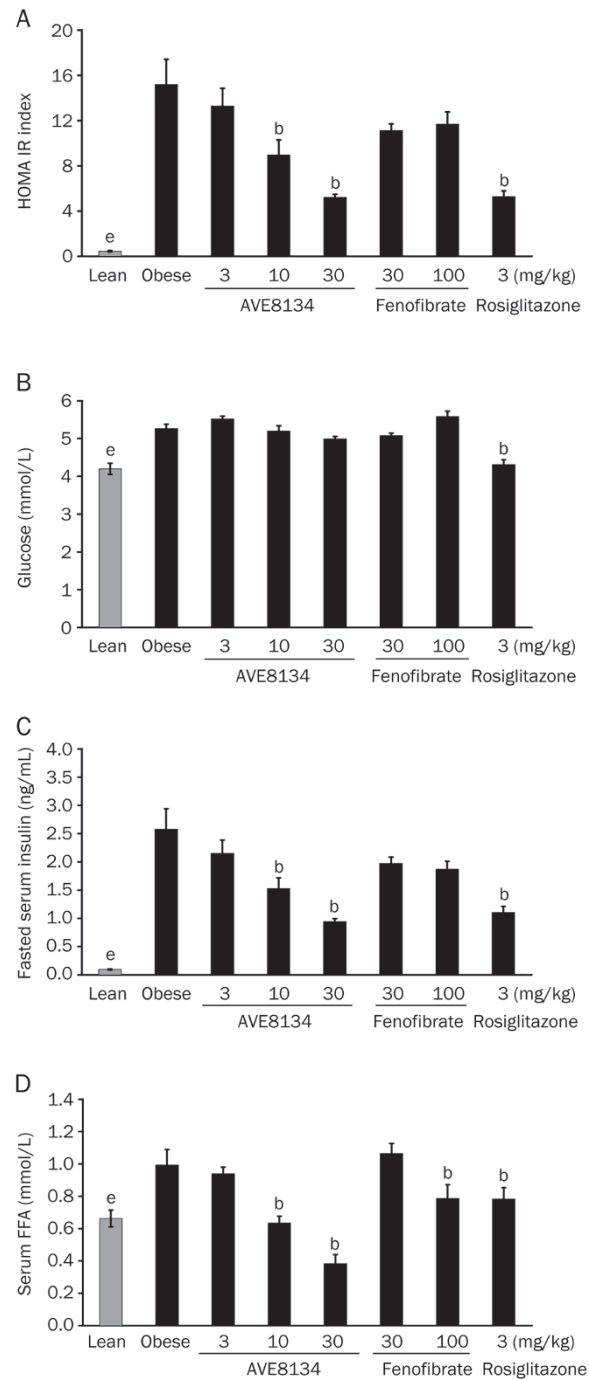 A
HOMA IR index
20
16
12
8
4
0
e
b
b
b
Lean Obese 3 10 30 30 100 3 (mg/kg)
AVE8134 Fenofibrate Rosiglitazone
B
Glucose (mmol/L)
6
5
4
3
2
1
0
e
b
Lean Obese 3 10 30 30 100 3 (mg/kg)
AVE8134 Fenofibrate Rosiglitazone
C
Fasted serum insulin (ng/mL)
4.0
3.5
3.0
2.5
2.0
1.5
1.0
0.5
0.0
e
b
b
b
Lean Obese 3 10 30 30 100 3 (mg/kg)
AVE8134 Fenofibrate Rosiglitazone
D
Serum FFA (mmol/L)
1.4
1.2
1.0
0.8
0.6
0.4
0.2
0.0
e
b
b
b
b
Lean Obese 3 10 30 30 100 3 (mg/kg)
AVE8134 Fenofibrate Rosiglitazone